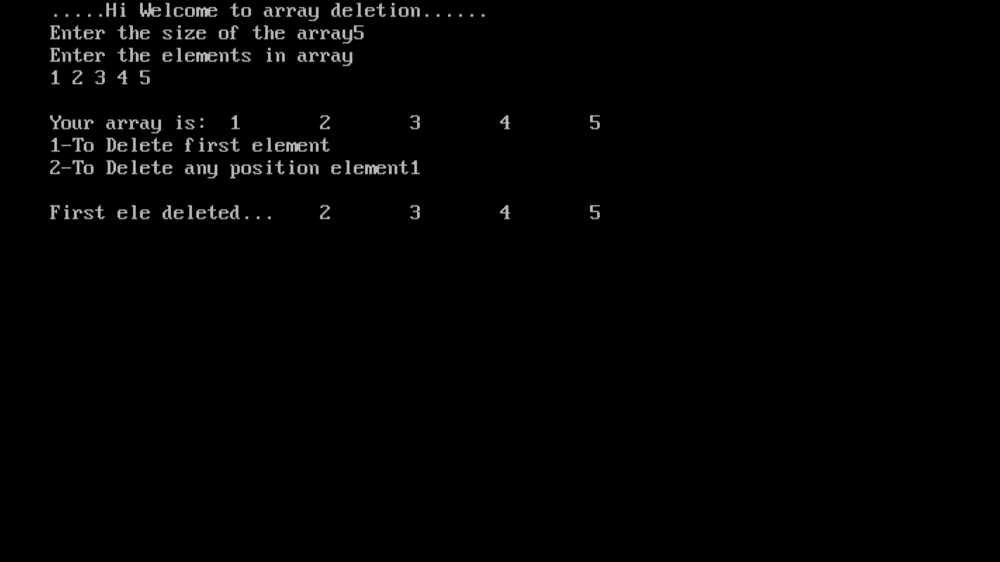 .....Hi Welcome to array deletion......
Enter the size of the array5
Enter the elements in array
1 2 3 4 5
Your array is: 1 2 3 4 5
1-To Delete first element
2-To Delete any position element1
First ele deleted... 2 3 4 5